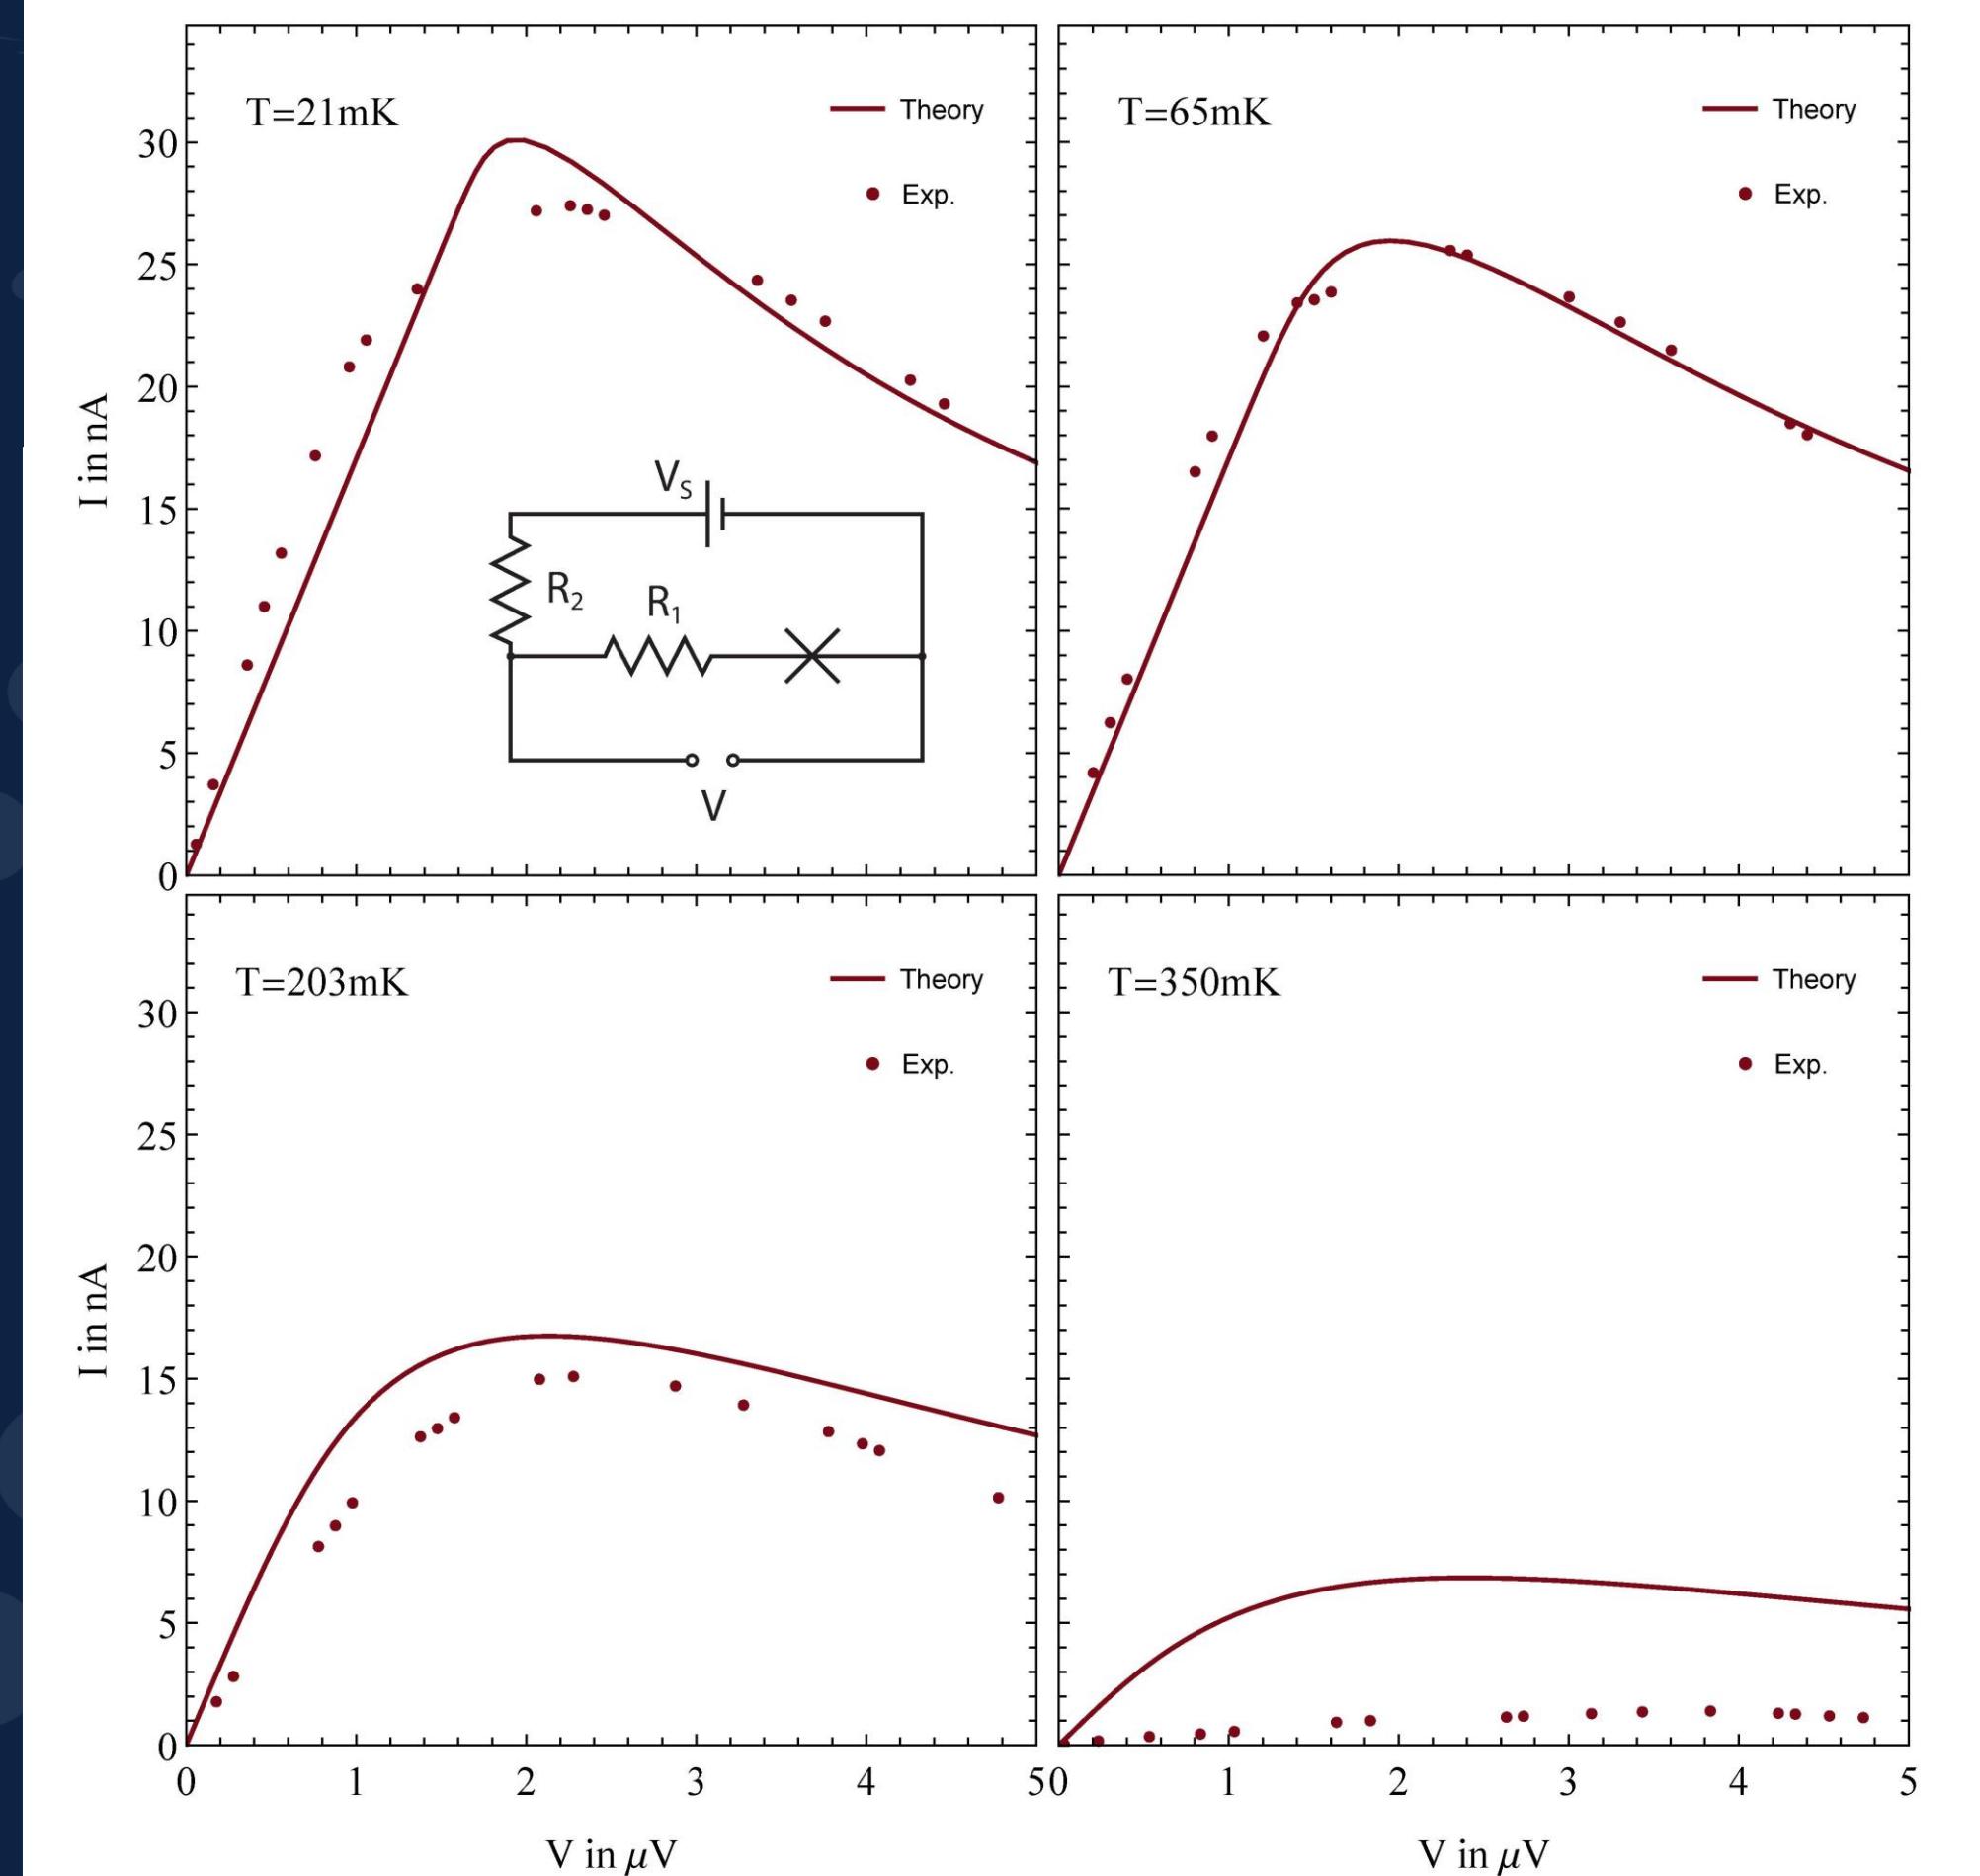 T=21mK
Theory
Exp.
30
25
20
15
10
5
0
I in nA
V_S
R_2
R_1
V
T=65mK
Theory
Exp.
T=203mK
Theory
Exp.
30
25
20
15
10
5
0
I in nA
0 1 2 3 4 5
V in μV
T=350mK
Theory
Exp.
0 1 2 3 4 5
V in μV